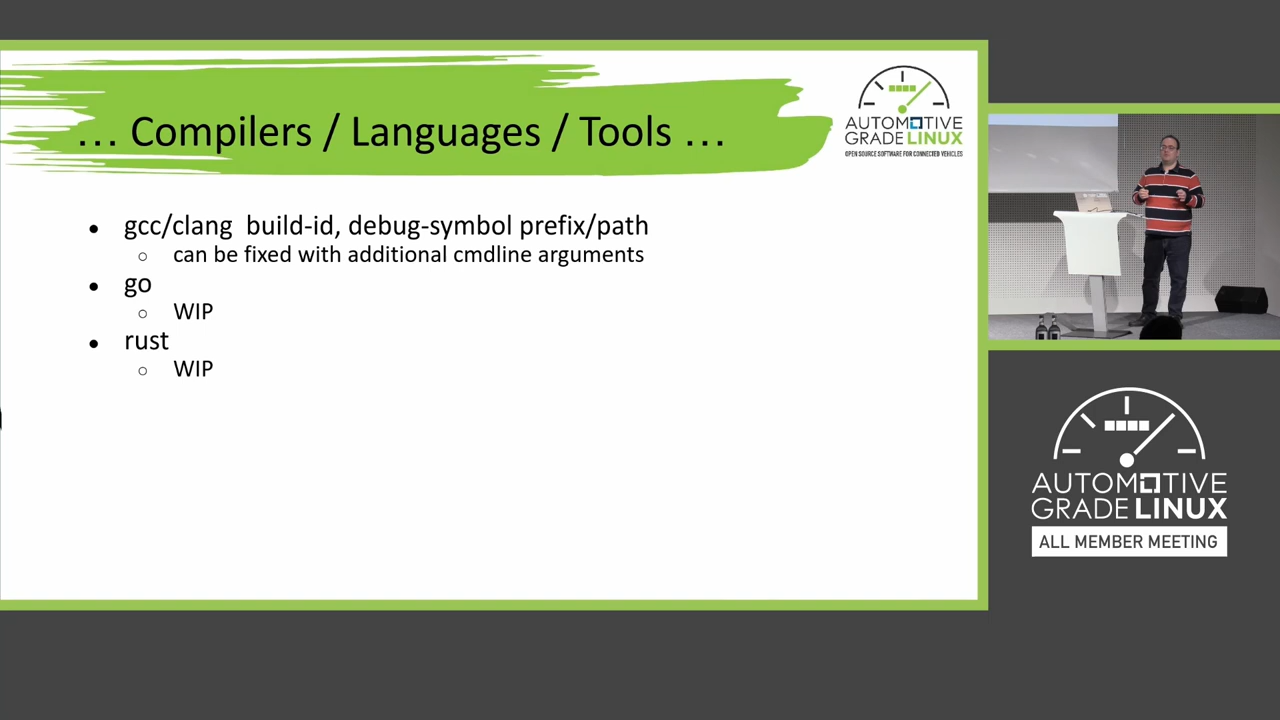 … Compilers / Languages / Tools …
AUTOMOTIVE
GRADE LINUX
OPEN SOURCE SOFTWARE FOR CONNECTED VEHICLES
● gcc/clang build-id, debug-symbol prefix/path
○ can be fixed with additional cmdline arguments
● go
○ WIP
● rust
○ WIP
AUTOMOTIVE
GRADE LINUX
ALL MEMBER MEETING